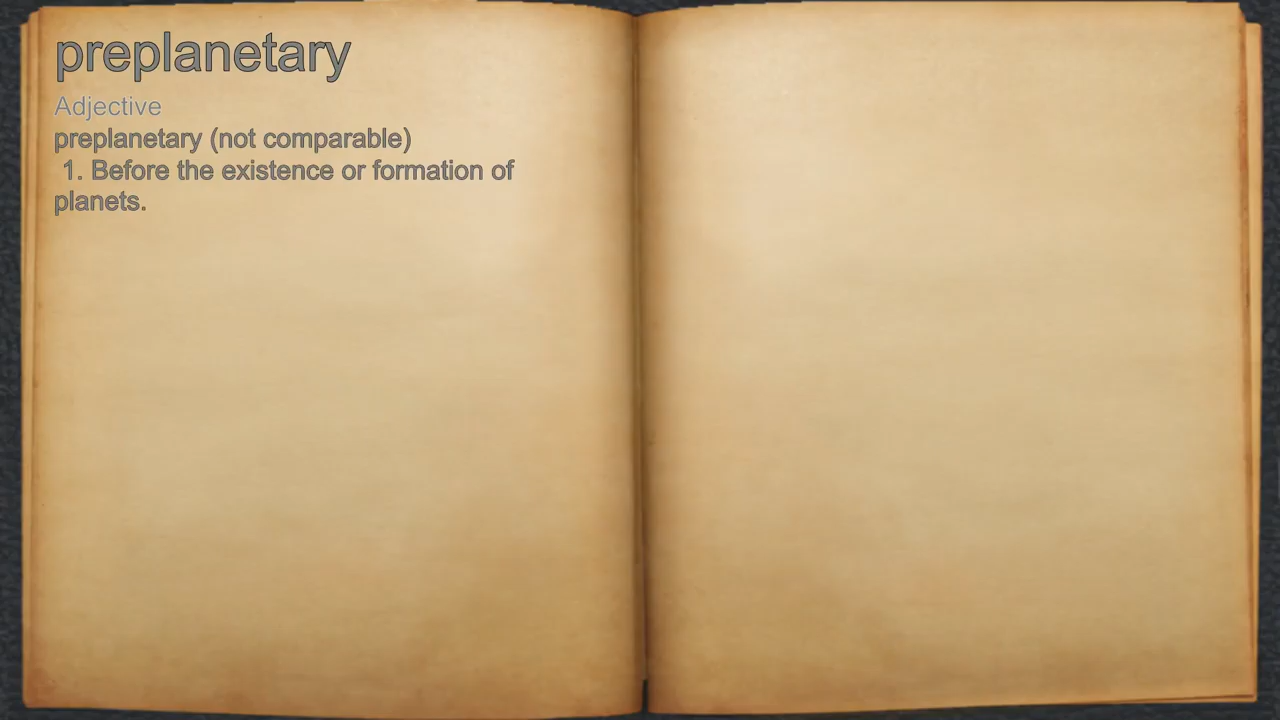 preplanetary
Adjective
preplanetary (not comparable)
1. Before the existence or formation of
planets.